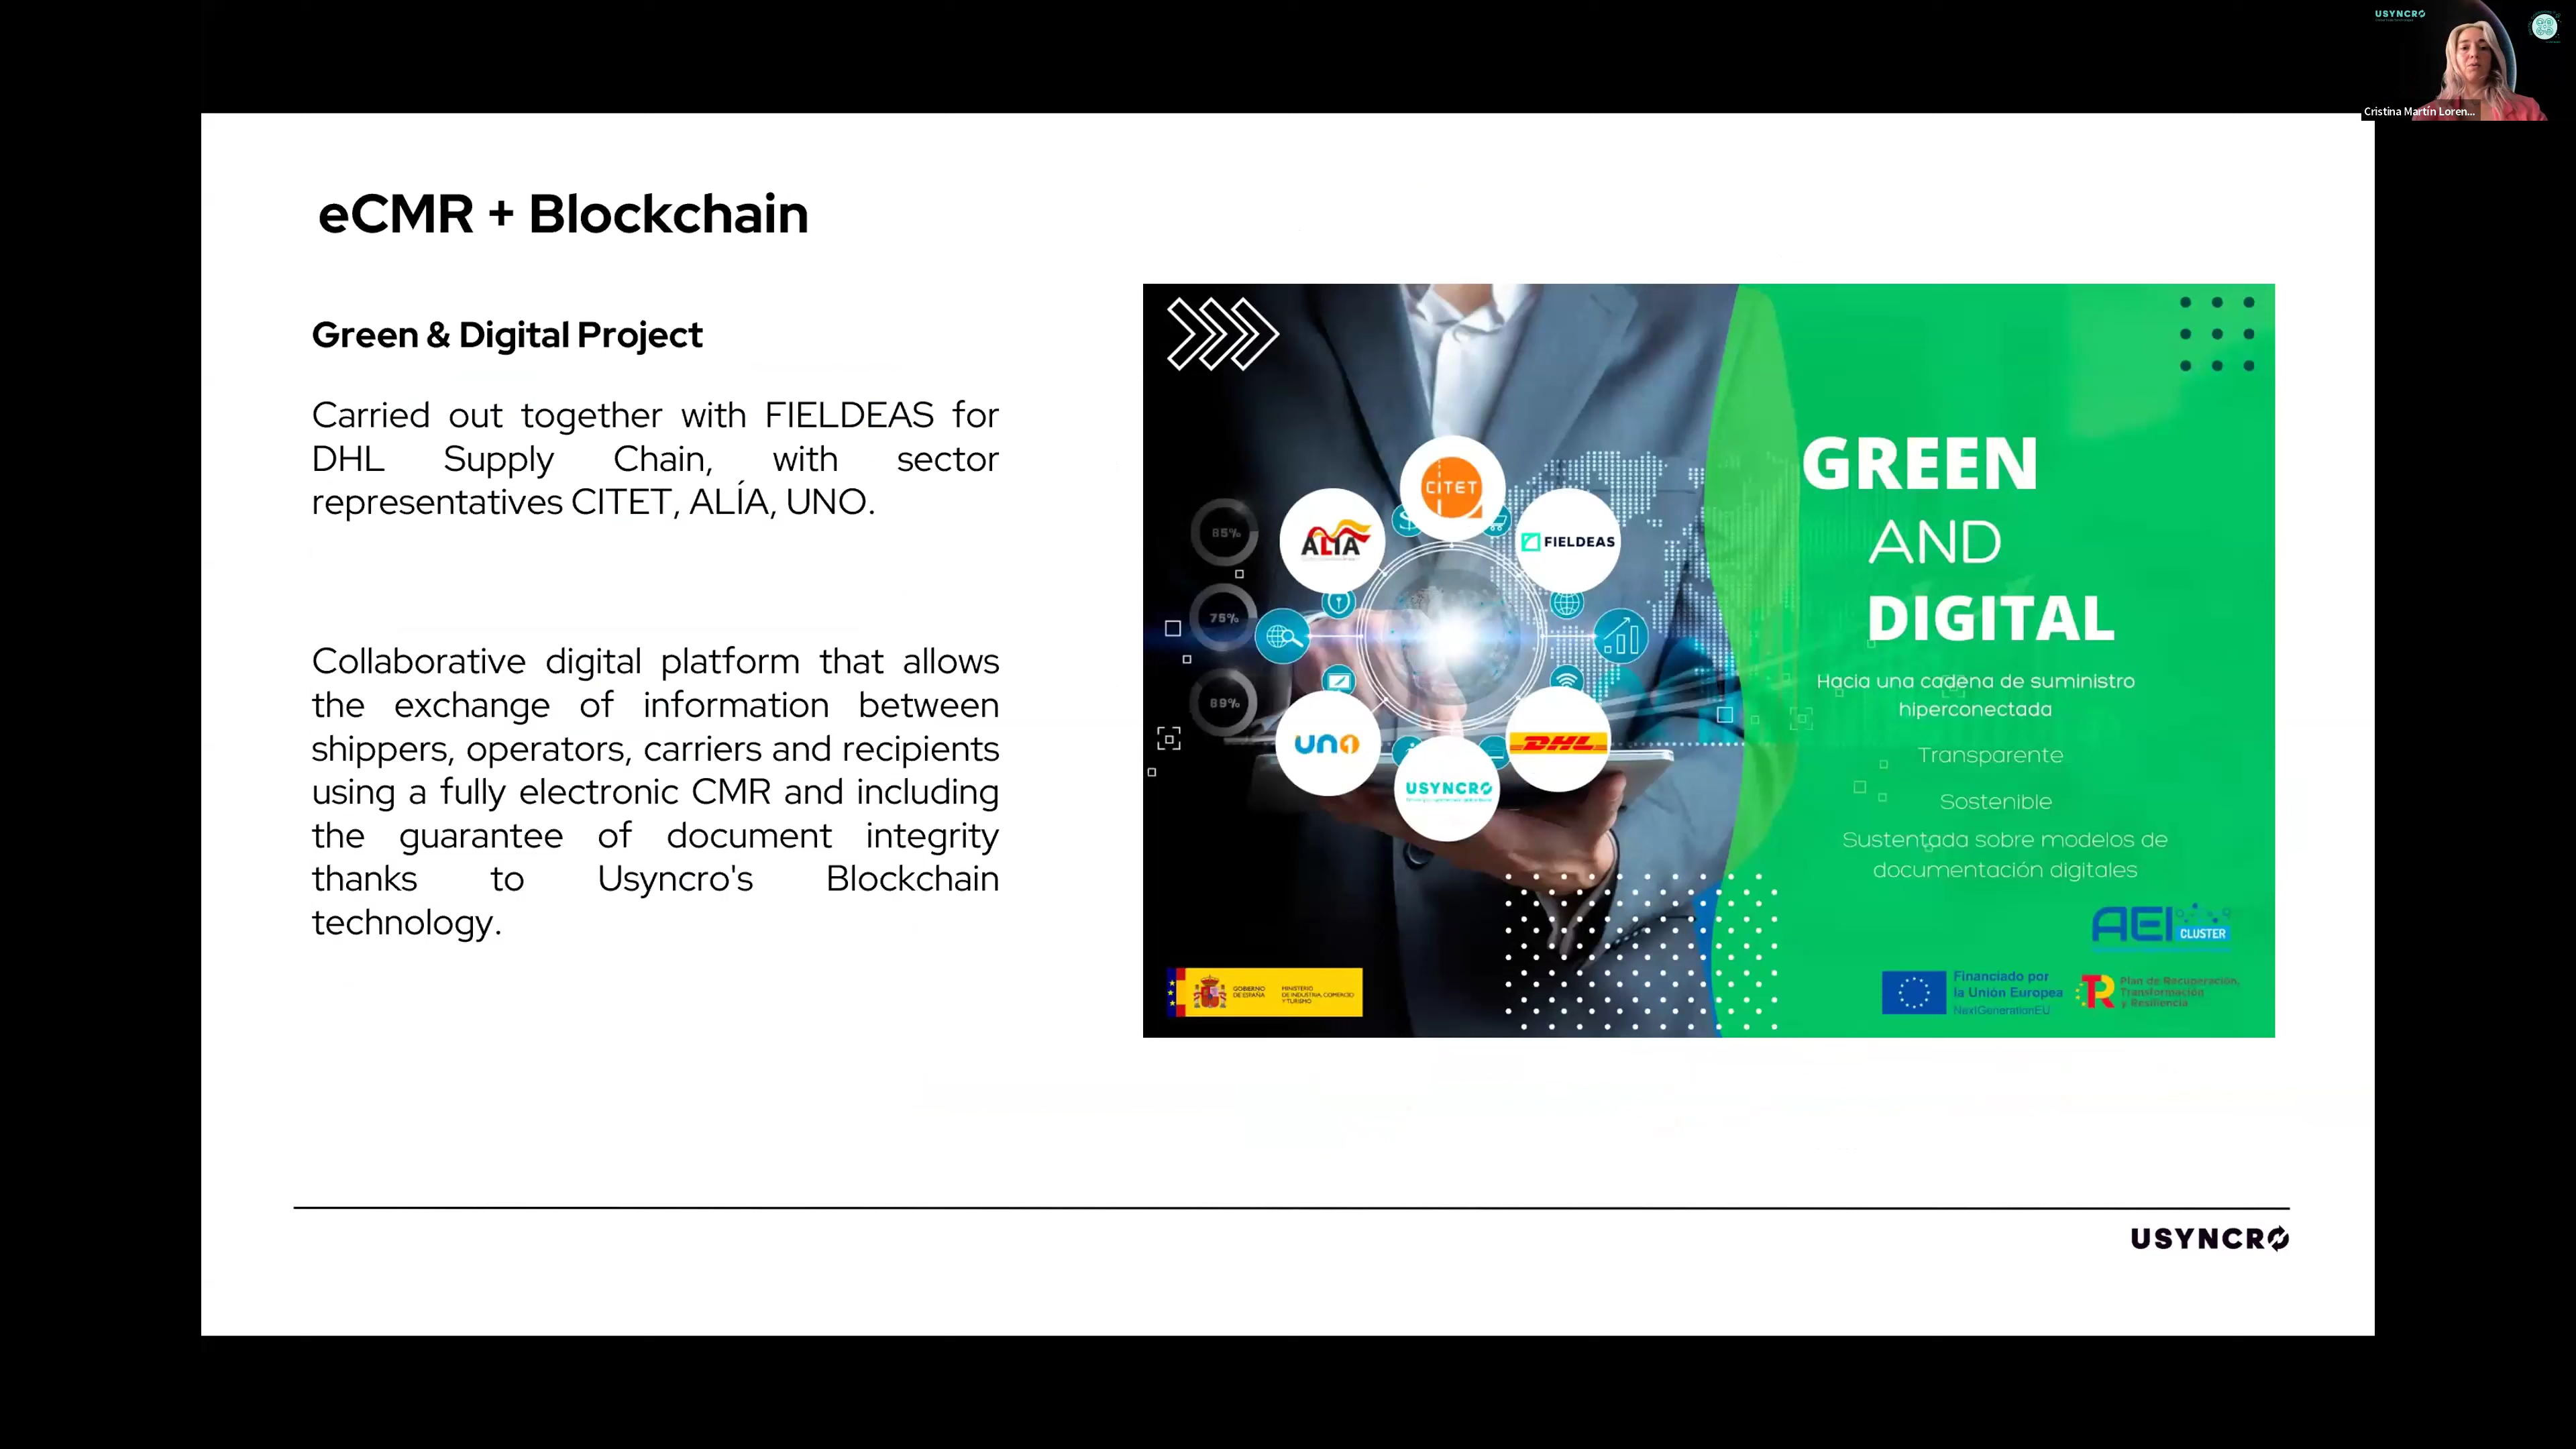 USYNCRO
Cristina Martín Loren...
eCMR + Blockchain
Green & Digital Project
Carried out together with FIELDEAS for
DHL Supply Chain, with sector
representatives CITET, ALÍA, UNO.
Collaborative digital platform that allows
the exchange of information between
shippers, operators, carriers and recipients
using a fully electronic CMR and including
the guarantee of document integrity
thanks to Usyncro's Blockchain
technology.
CITET
ALIA
FIELDEAS
85%
75%
89%
uno
DHL
USYNCRO
GREEN
AND
DIGITAL
Hacia una cadena de suministro
hiperconectada
Transparente
Sostenible
Sustentada sobre modelos de
documentación digitales
AEI
CLUSTER
GOBIERNO
DE ESPAÑA
MINISTERIO
DE INDUSTRIA, COMERCIO
Y TURISMO
Financiado por
la Unión Europea
NextGenerationEU
Plan de Recuperación,
Transformación
y Resiliencia
USYNCRO